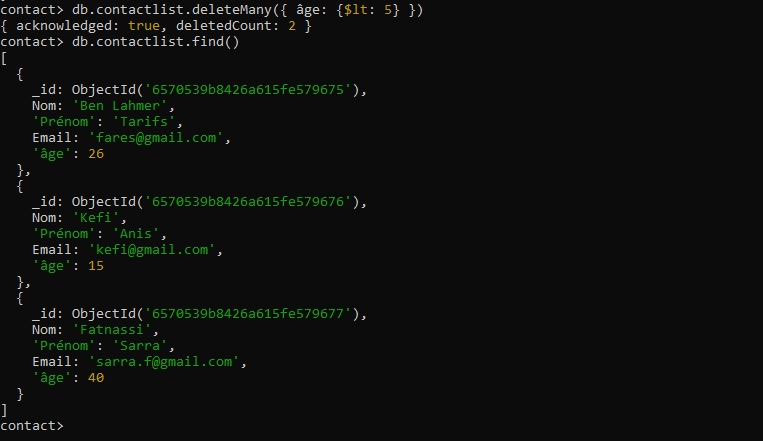 contact> db.contactlist.deleteMany({ âge: {$lt: 5} })
{ acknowledged: true, deletedCount: 2 }
contact> db.contactlist.find()
[
  {
    _id: ObjectId('6570539b8426a615fe579675'),
    Nom: 'Ben Lahmer',
    'Prénom': 'Tarifs',
    Email: 'fares@gmail.com',
    'âge': 26
  },
  {
    _id: ObjectId('6570539b8426a615fe579676'),
    Nom: 'Kefi',
    'Prénom': 'Anis',
    Email: 'kefi@gmail.com',
    'âge': 15
  },
  {
    _id: ObjectId('6570539b8426a615fe579677'),
    Nom: 'Fatnassi',
    'Prénom': 'Sarra',
    Email: 'sarra.f@gmail.com',
    'âge': 40
  }
]
contact>